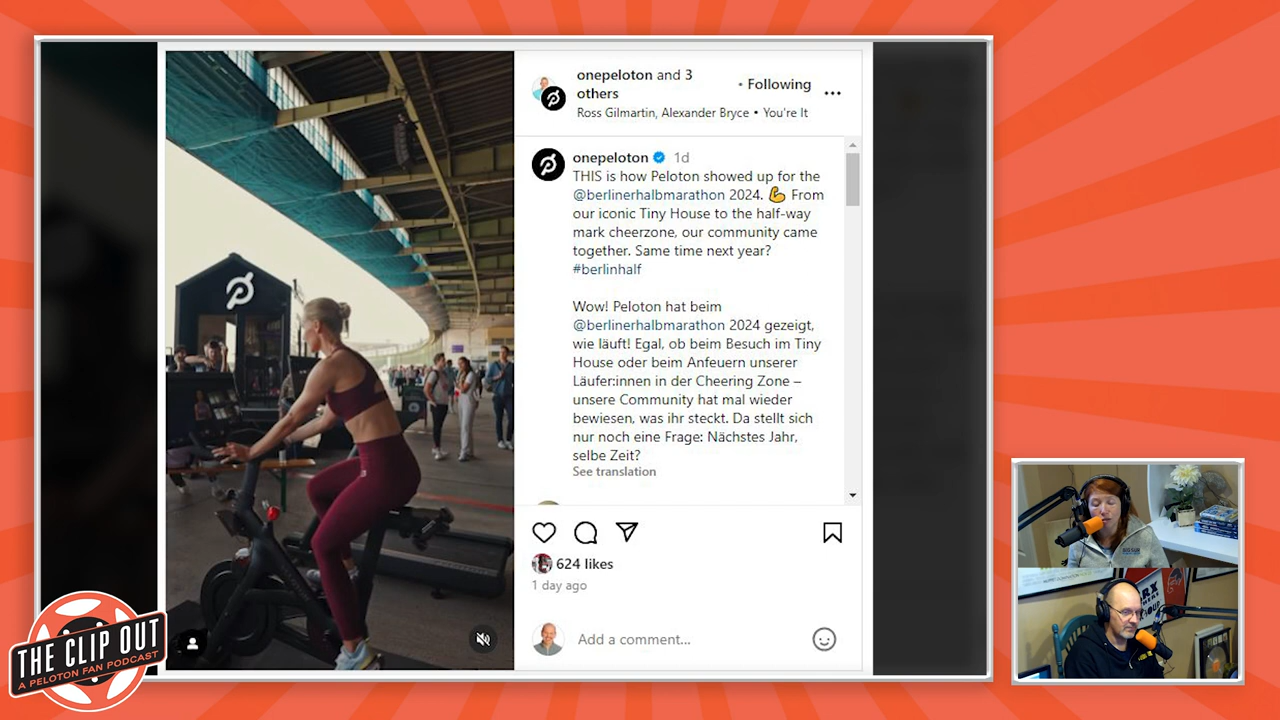 onepeloton and 3
others
• Following
Ross Gilmartin, Alexander Bryce • You're It
onepeloton 1d
THIS is how Peloton showed up for the
@berlinerhalbmarathon 2024. 💪 From
our iconic Tiny House to the half-way
mark cheerzone, our community came
together. Same time next year?
#berlinhalf
Wow! Peloton hat beim
@berlinerhalbmarathon 2024 gezeigt,
wie läuft! Egal, ob beim Besuch im Tiny
House oder beim Anfeuern unserer
Läufer:innen in der Cheering Zone –
unsere Community hat mal wieder
bewiesen, was ihr steckt. Da stellt sich
nur noch eine Frage: Nächstes Jahr,
selbe Zeit?
See translation
624 likes
1 day ago
Add a comment...
THE CLIP OUT
A PELOTON FAN PODCAST